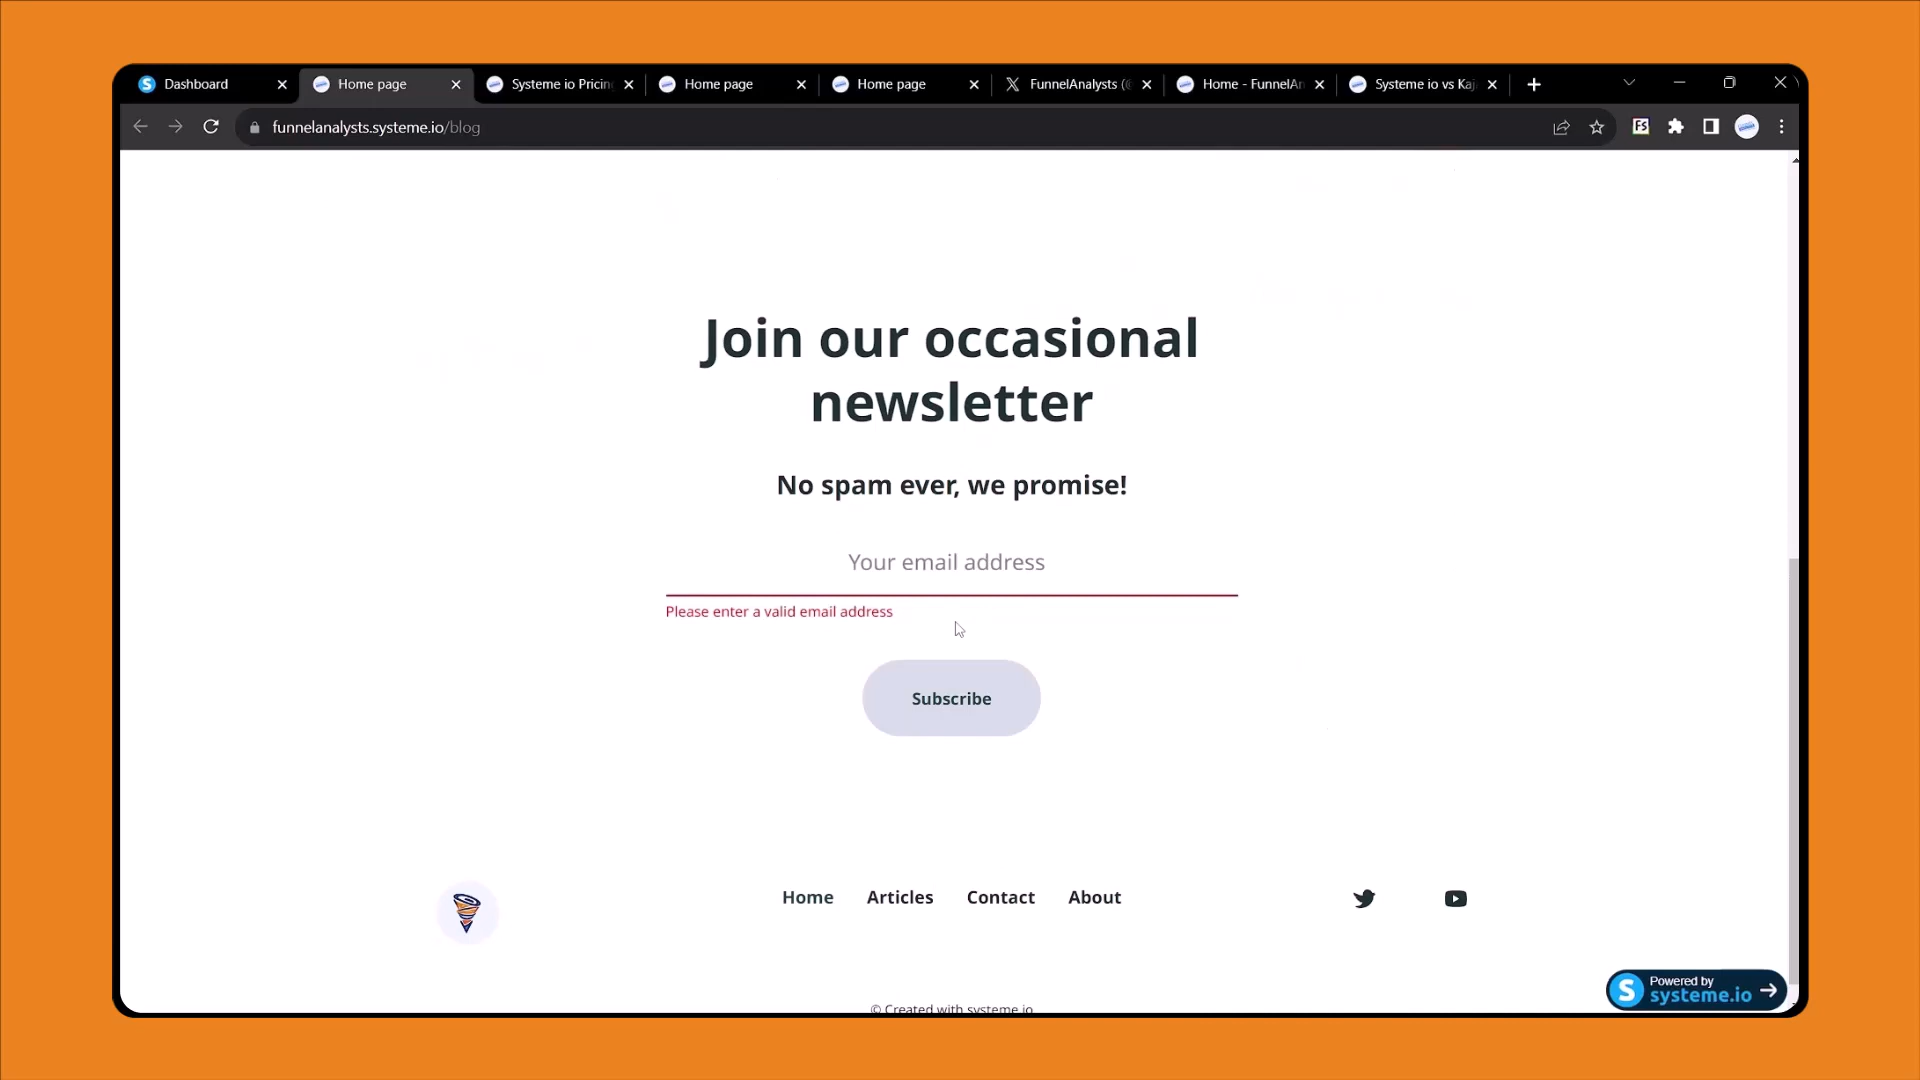 Dashboard
Home page
Systeme io Pricin
Home page
Home page
FunnelAnalysts (@
Home - FunnelAn
Systeme io vs Kaj
funnelanalysts.systeme.io/blog
FS
Join our occasional
newsletter
No spam ever, we promise!
Your email address
Please enter a valid email address
Subscribe
Home
Articles
Contact
About
Powered by
systeme.io
© Created with systeme.io